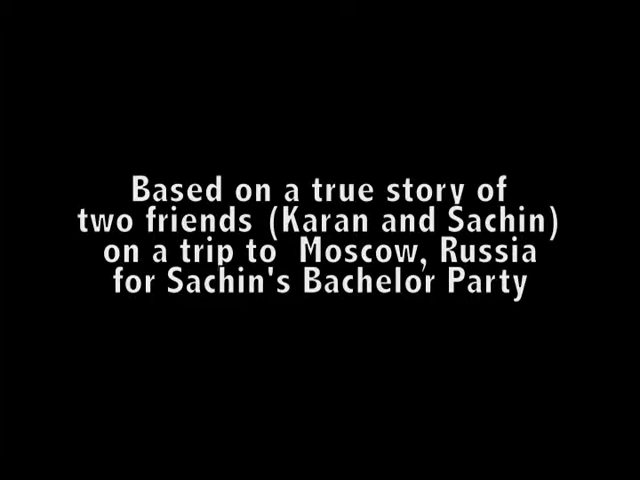 Based on a true story of
two friends (Karan and Sachin)
on a trip to  Moscow, Russia
for Sachin's Bachelor Party